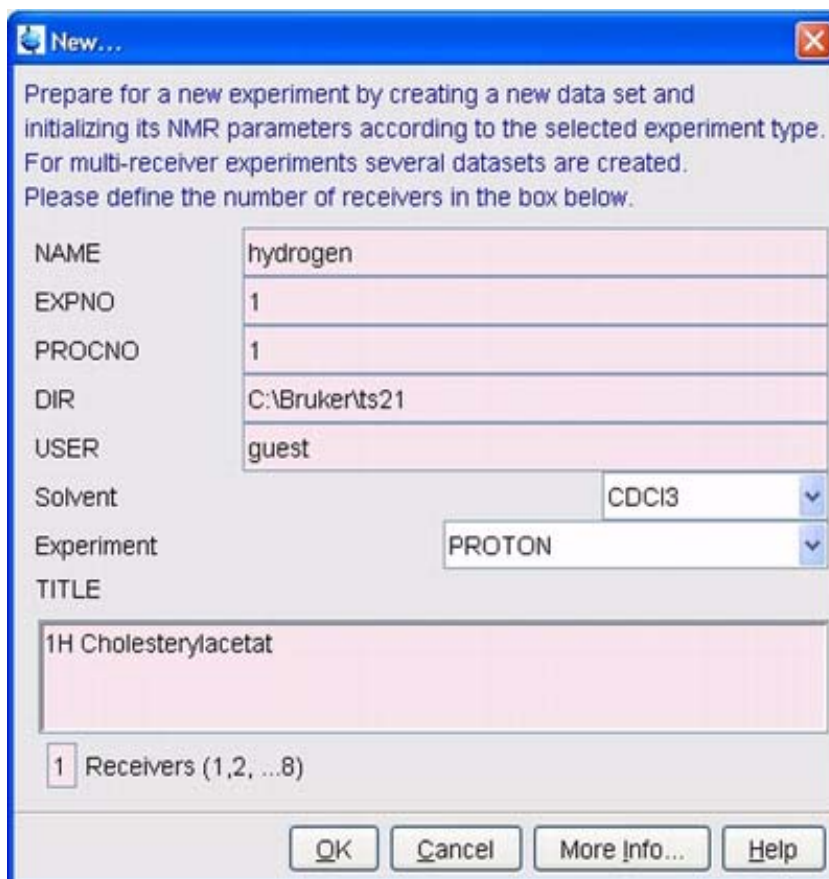 New...
Prepare for a new experiment by creating a new data set and
initializing its NMR parameters according to the selected experiment type.
For multi-receiver experiments several datasets are created.
Please define the number of receivers in the box below.
NAME hydrogen
EXPNO 1
PROCNO 1
DIR C:\Bruker\ts21
USER guest
Solvent CDCl3
Experiment PROTON
TITLE
1H Cholesterylacetat
1 Receivers (1,2, ...8)
OK Cancel More Info... Help